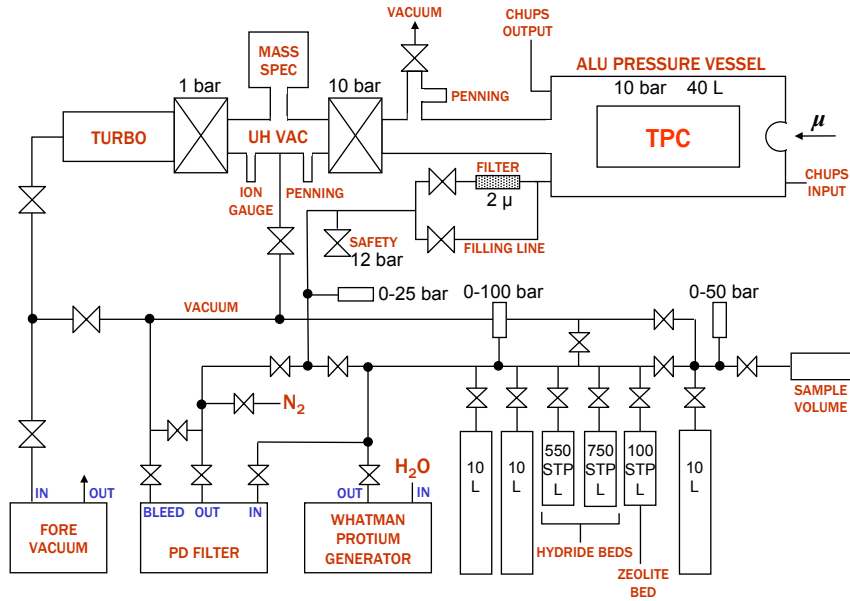 VACUUM
CHUPS
OUTPUT
MASS
SPEC
ALU PRESSURE VESSEL
1 bar
10 bar
10 bar 40 L
PENNING
TURBO
UH VAC
TPC
μ
FILTER
2 μ
ION
GAUGE
PENNING
CHUPS
INPUT
SAFETY
12 bar
FILLING LINE
0-25 bar
0-100 bar
0-50 bar
VACUUM
N2
SAMPLE
VOLUME
H2O
IN
OUT
BLEED
OUT
IN
OUT
IN
FORE
VACUUM
PD FILTER
WHATMAN
PROTIUM
GENERATOR
10
L
10
L
550
STP
L
750
STP
L
100
STP
L
10
L
HYDRIDE BEDS
ZEOLITE
BED